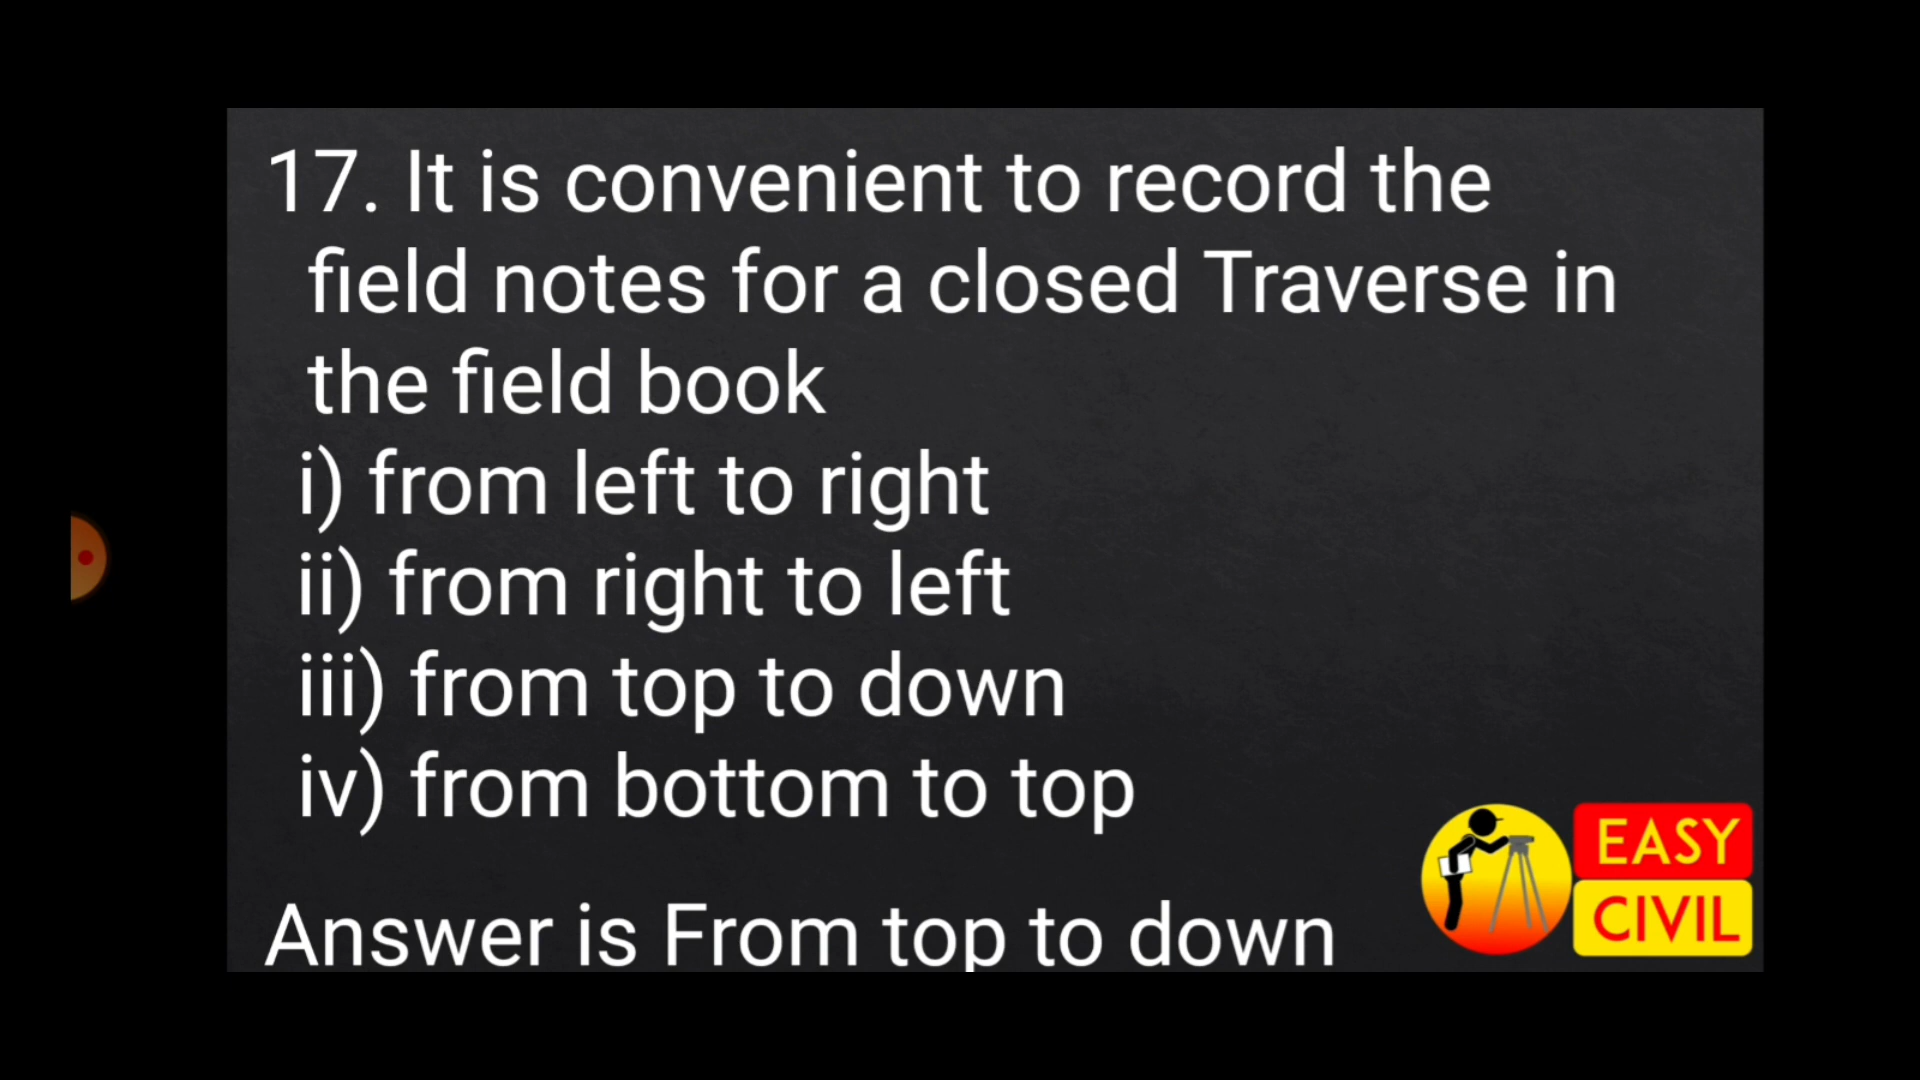 17. It is convenient to record the
field notes for a closed Traverse in
the field book
i) from left to right
ii) from right to left
iii) from top to down
iv) from bottom to top
Answer is From top to down
EASY
CIVIL